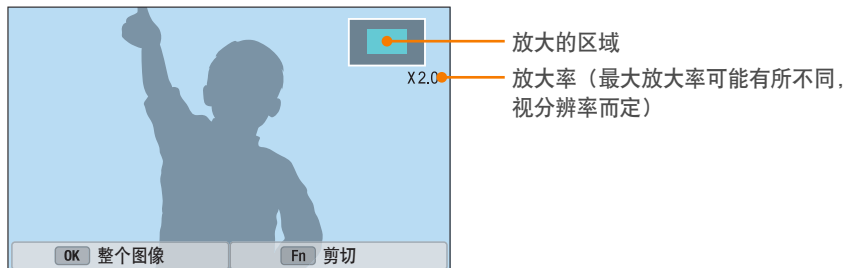 放大的区域
X 2.0
放大率（最大放大率可能有所不同，
视分辨率而定）
OK 整个图像
Fn 剪切